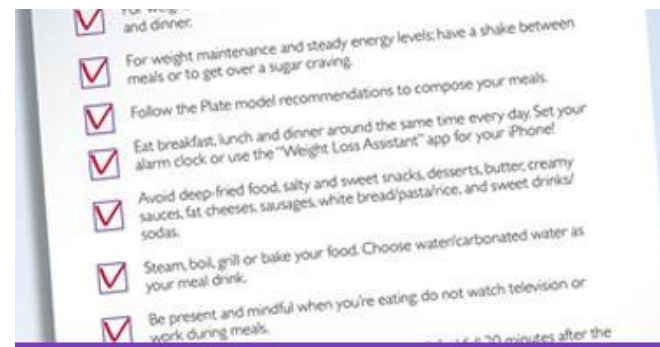 and dinner.
For weight maintenance and steady energy levels; have a shake between
meals or to get over a sugar craving.
Follow the Plate model recommendations to compose your meals.
Eat breakfast, lunch and dinner around the same time every day. Set your
alarm clock or use the "Weight Loss Assistant" app for your iPhone!
Avoid deep-fried food, salty and sweet snacks, desserts, butter, creamy
sauces, fat cheeses, sausages, white bread/pasta/rice, and sweet drinks/
sodas.
Steam, boil, grill or bake your food. Choose water/carbonated water as
your meal drink.
Be present and mindful when you're eating; do not watch television or
work during meals.
20 minutes after the